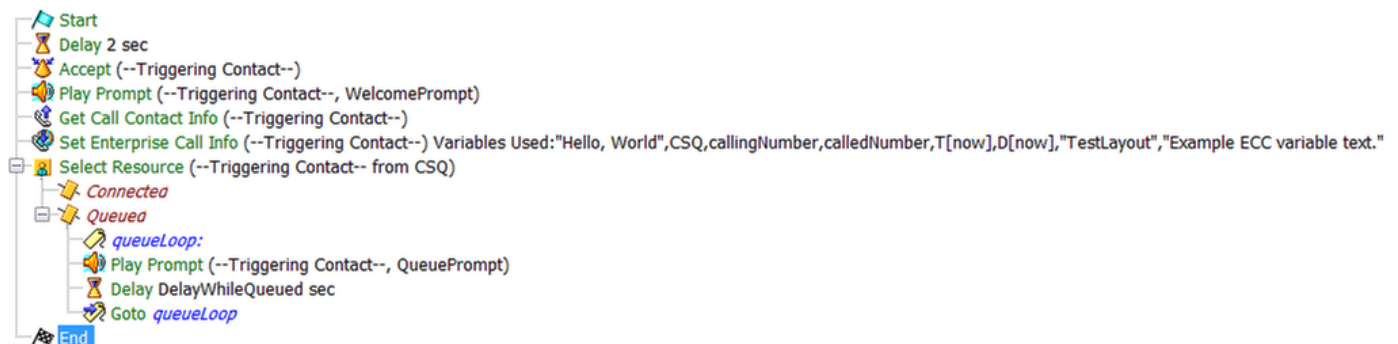 Start
Delay 2 sec
Accept (--Triggering Contact--)
Play Prompt (--Triggering Contact--, WelcomePrompt)
Get Call Contact Info (--Triggering Contact--)
Set Enterprise Call Info (--Triggering Contact--) Variables Used:"Hello, World",CSQ,callingNumber,calledNumber,T[now],D[now],"TestLayout","Example ECC variable text."
Select Resource (--Triggering Contact-- from CSQ)
Connected
Queued
queueLoop:
Play Prompt (--Triggering Contact--, QueuePrompt)
Delay DelayWhileQueued sec
Goto queueLoop
End